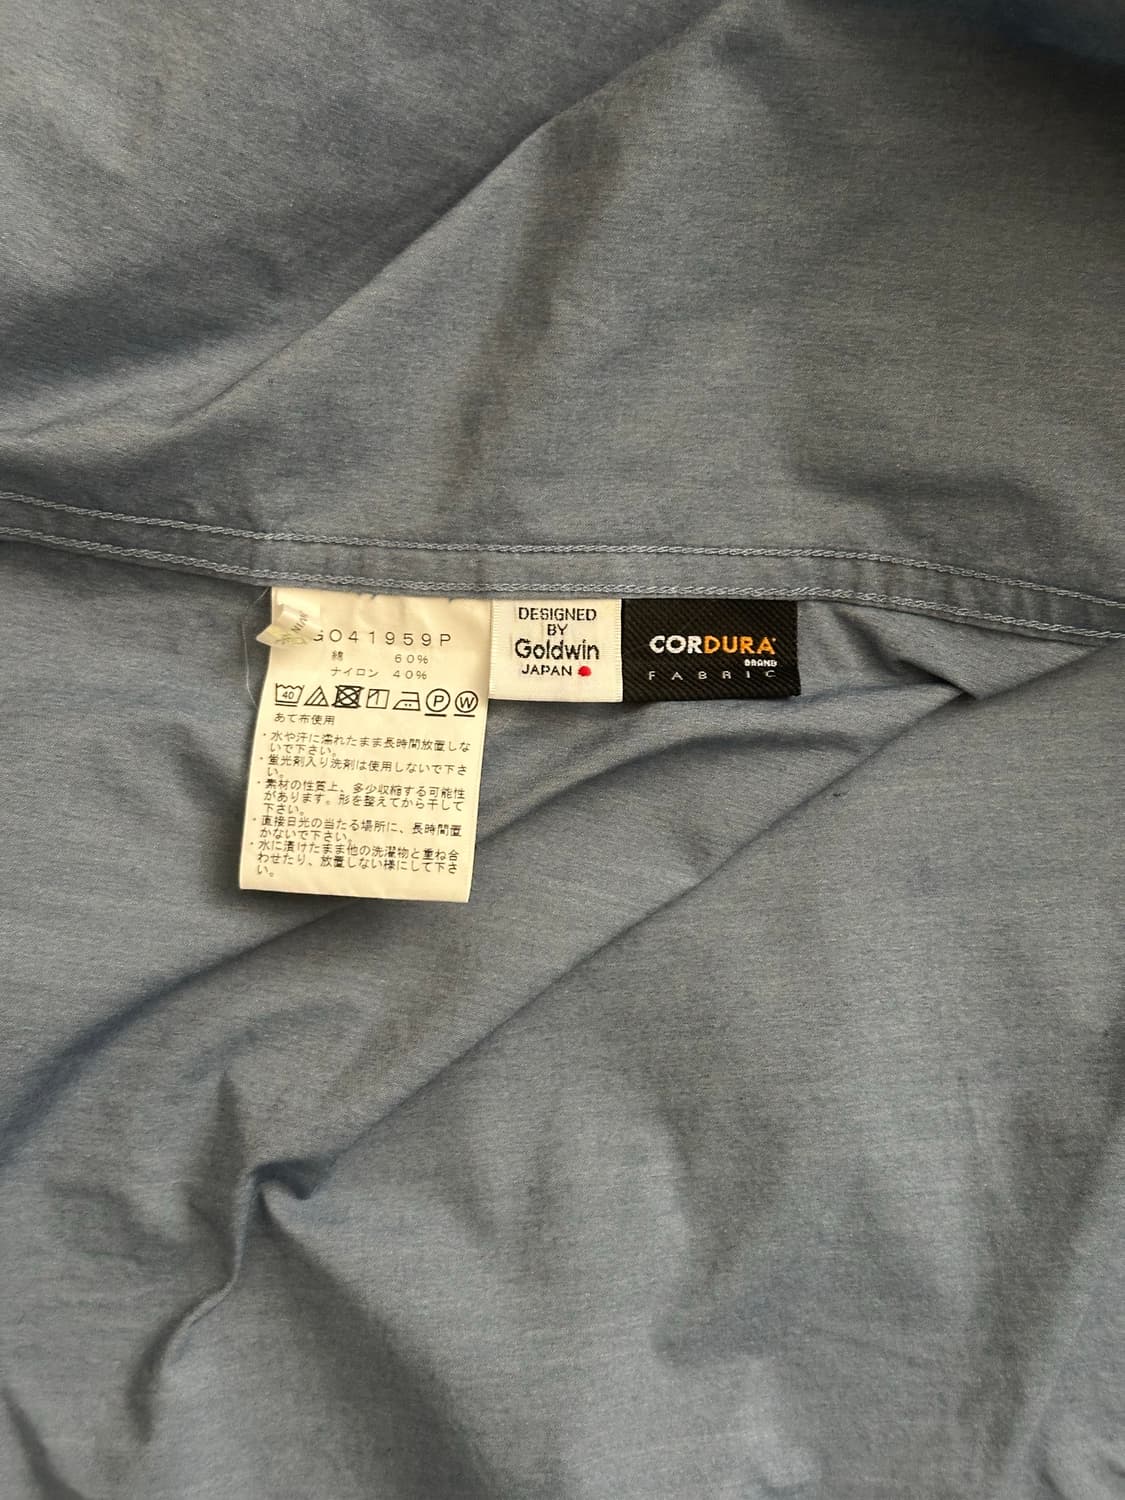 GO41959P
綿 60%
ナイロン 40%
40 P W
あて布使用
・水や汗に濡れたまま長時間放置しな
いで下さい。
・蛍光剤入り洗剤は使用しないで下さ
い。
・素材の性質上、多少収縮する可能性
があります。形を整えてから干して
下さい。
・直接日光の当たる場所に、長時間置
かないで下さい。
・水に漬けたまま他の洗濯物と重ね合
わせたり、放置しない様にして下さ
い。
DESIGNED
BY
Goldwin
JAPAN
CORDURA
BRAND
FABRIC